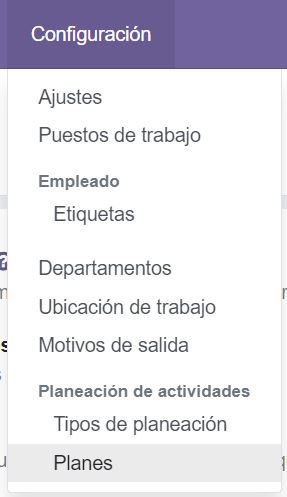 Configuración
Ajustes
Puestos de trabajo
Empleado
Etiquetas
Departamentos
Ubicación de trabajo
Motivos de salida
Planeación de actividades
Tipos de planeación
Planes